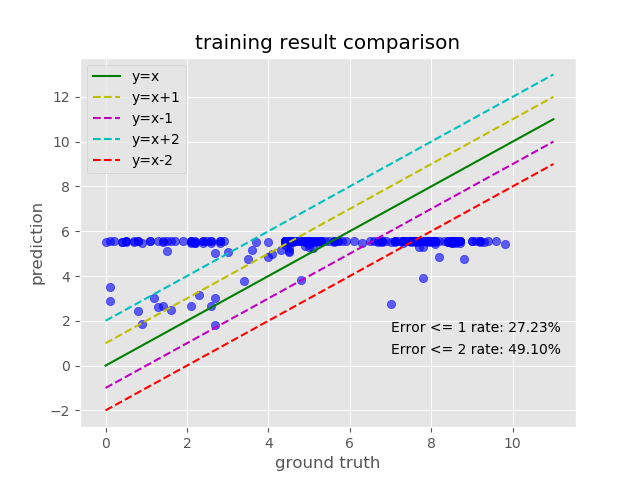 training result comparison
y=x
y=x+1
y=x-1
y=x+2
y=x-2
12
10
8
6
4
2
0
−2
prediction
Error <= 1 rate: 27.23%
Error <= 2 rate: 49.10%
0 2 4 6 8 10
ground truth